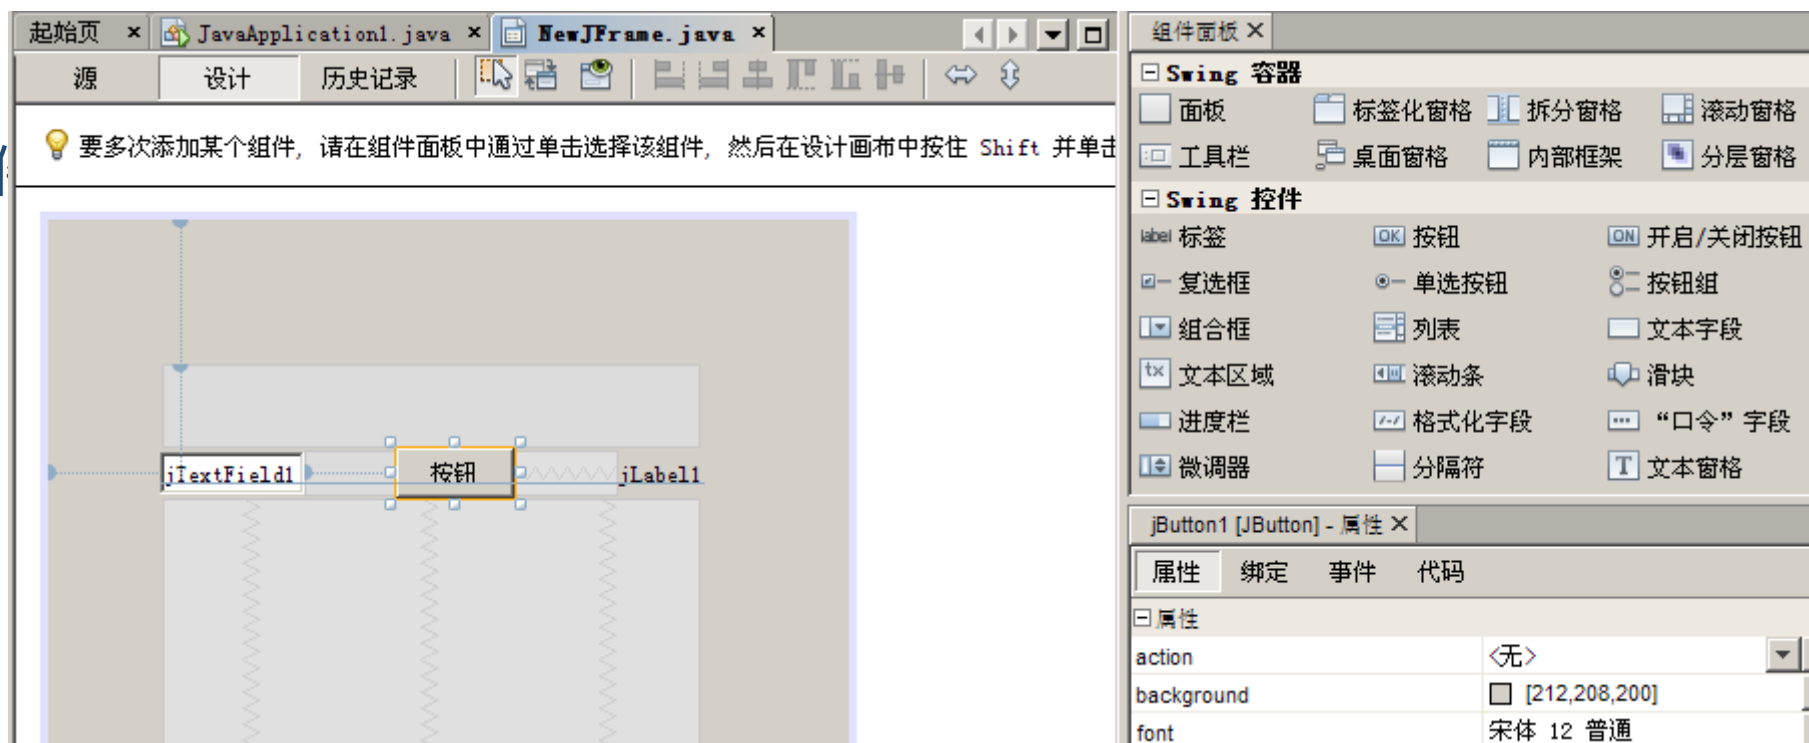 起始页 JavaApplication1.java NewJFrame.java
源 设计 历史记录
要多次添加某个组件, 请在组件面板中通过单击选择该组件, 然后在设计画布中按住 Shift 并单击
jTextField1 按钮 jLabel1
组件面板
Swing 容器
面板 标签化窗格 拆分窗格 滚动窗格
工具栏 桌面窗格 内部框架 分层窗格
Swing 控件
label 标签 OK 按钮 ON 开启/关闭按钮
复选框 单选按钮 按钮组
组合框 列表 文本字段
tx 文本区域 滚动条 滑块
进度栏 格式化字段 “口令”字段
微调器 分隔符 T 文本窗格
jButton1 [JButton] - 属性
属性 绑定 事件 代码
属性
action <无>
background [212,208,200]
font 宋体 12 普通